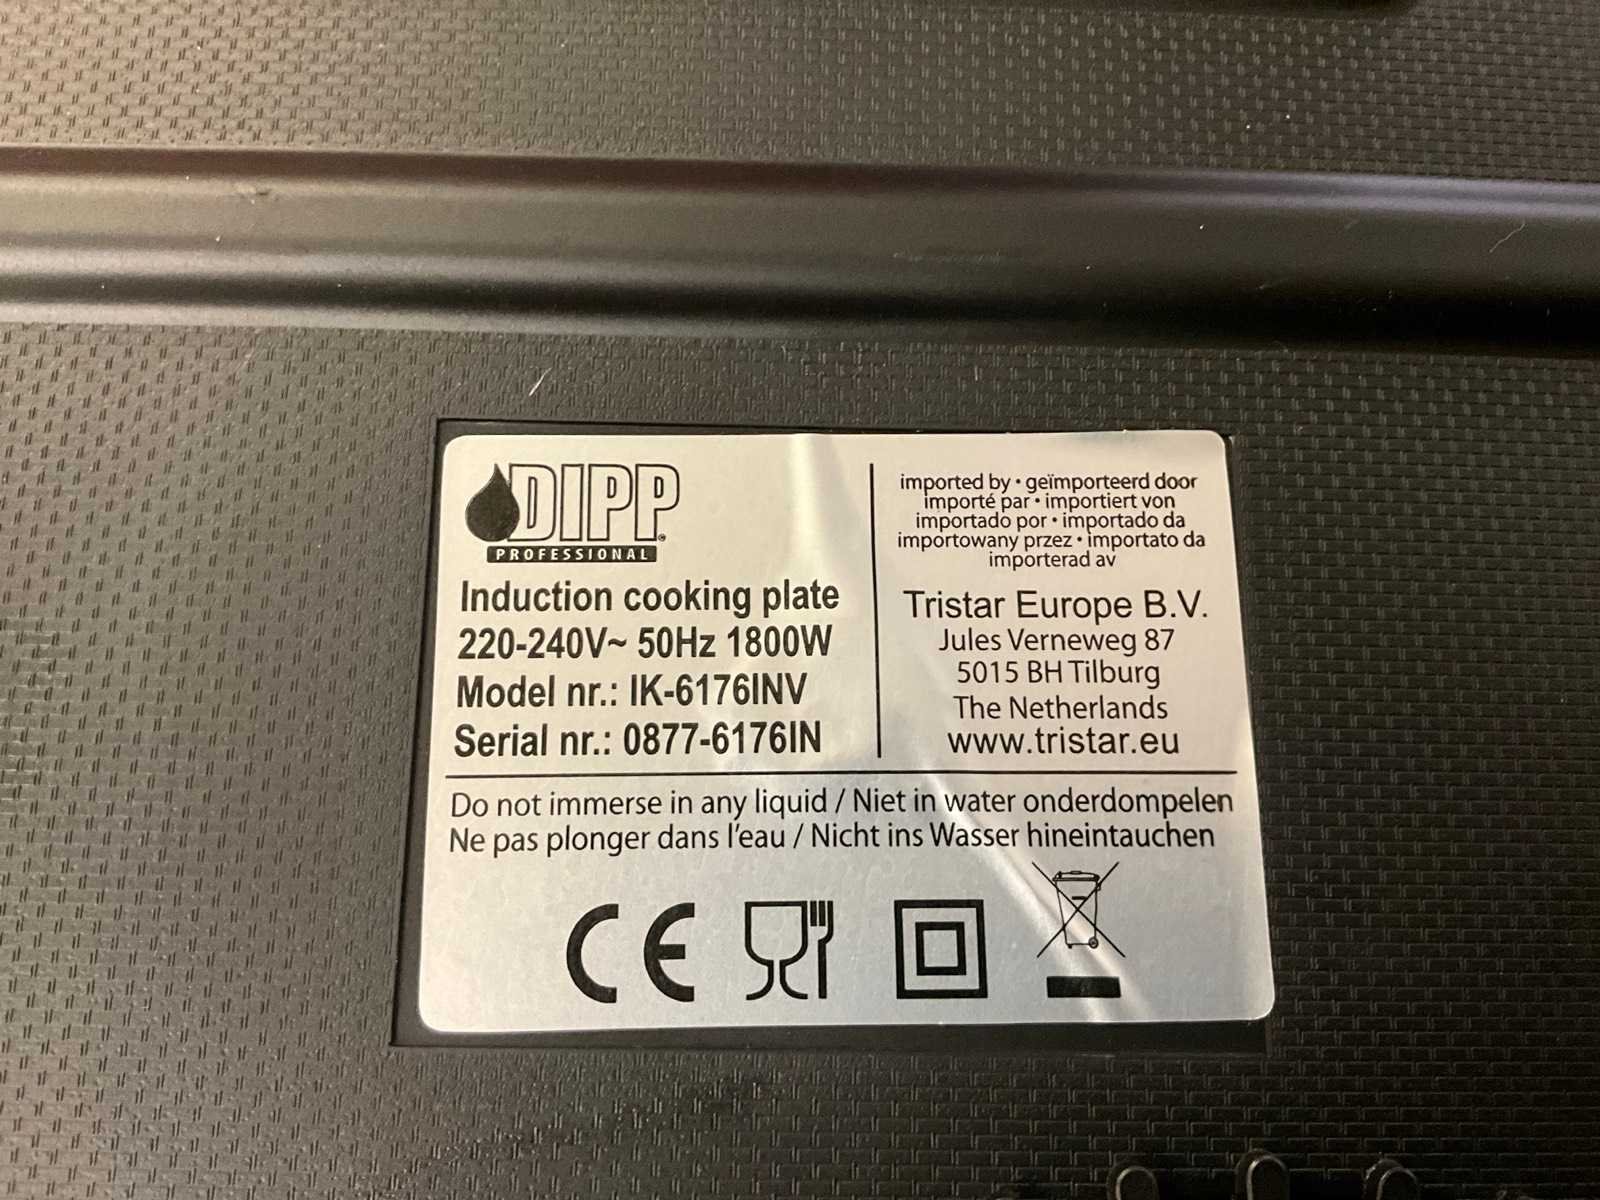 DIPP®
PROFESSIONAL
Induction cooking plate
220-240V~ 50Hz 1800W
Model nr.: IK-6176INV
Serial nr.: 0877-6176IN
imported by • geïmporteerd door
importé par • importiert von
importado por • importado da
importowany przez • importato da
importerad av
Tristar Europe B.V.
Jules Verneweg 87
5015 BH Tilburg
The Netherlands
www.tristar.eu
Do not immerse in any liquid / Niet in water onderdompelen
Ne pas plonger dans l'eau / Nicht ins Wasser hineintauchen
CE